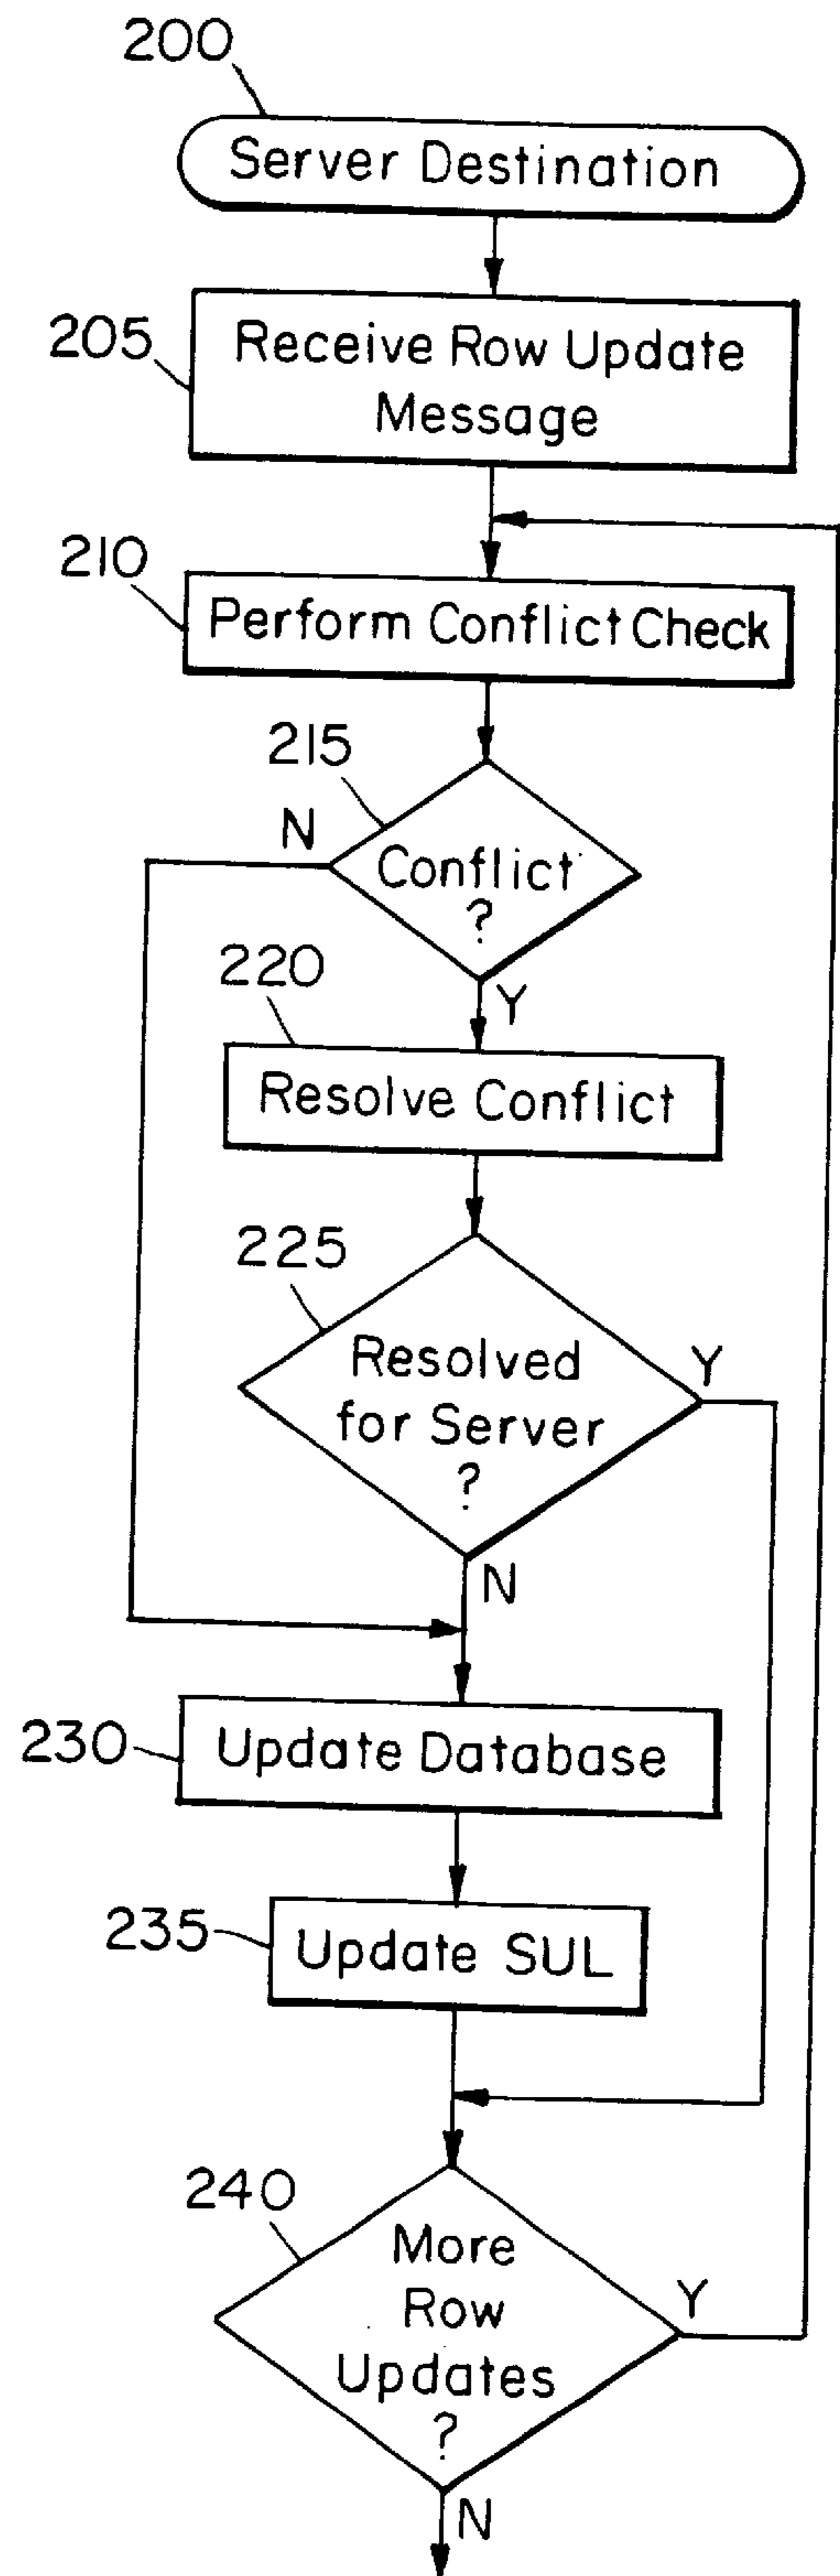 200
Server Destination
205
Receive Row Update
Message
210
Perform Conflict Check
215
N
Conflict
?
Y
220
Resolve Conflict
225
Resolved
for Server
?
Y
N
230
Update Database
235
Update SUL
240
More
Row
Updates
?
Y
N